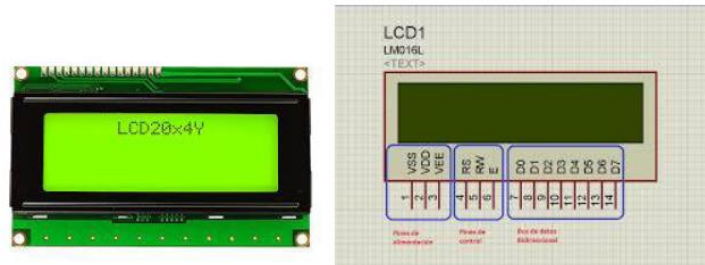 LCD20x4Y
LCD1
LM016L
<TEXT>
VSS
VDD
VEE
RS
RW
E
D0
D1
D2
D3
D4
D5
D6
D7
1
2
3
4
5
6
7
8
9
10
11
12
13
14
Pines de
alimentación
Pines de
control
Bus de datos
Bidireccional